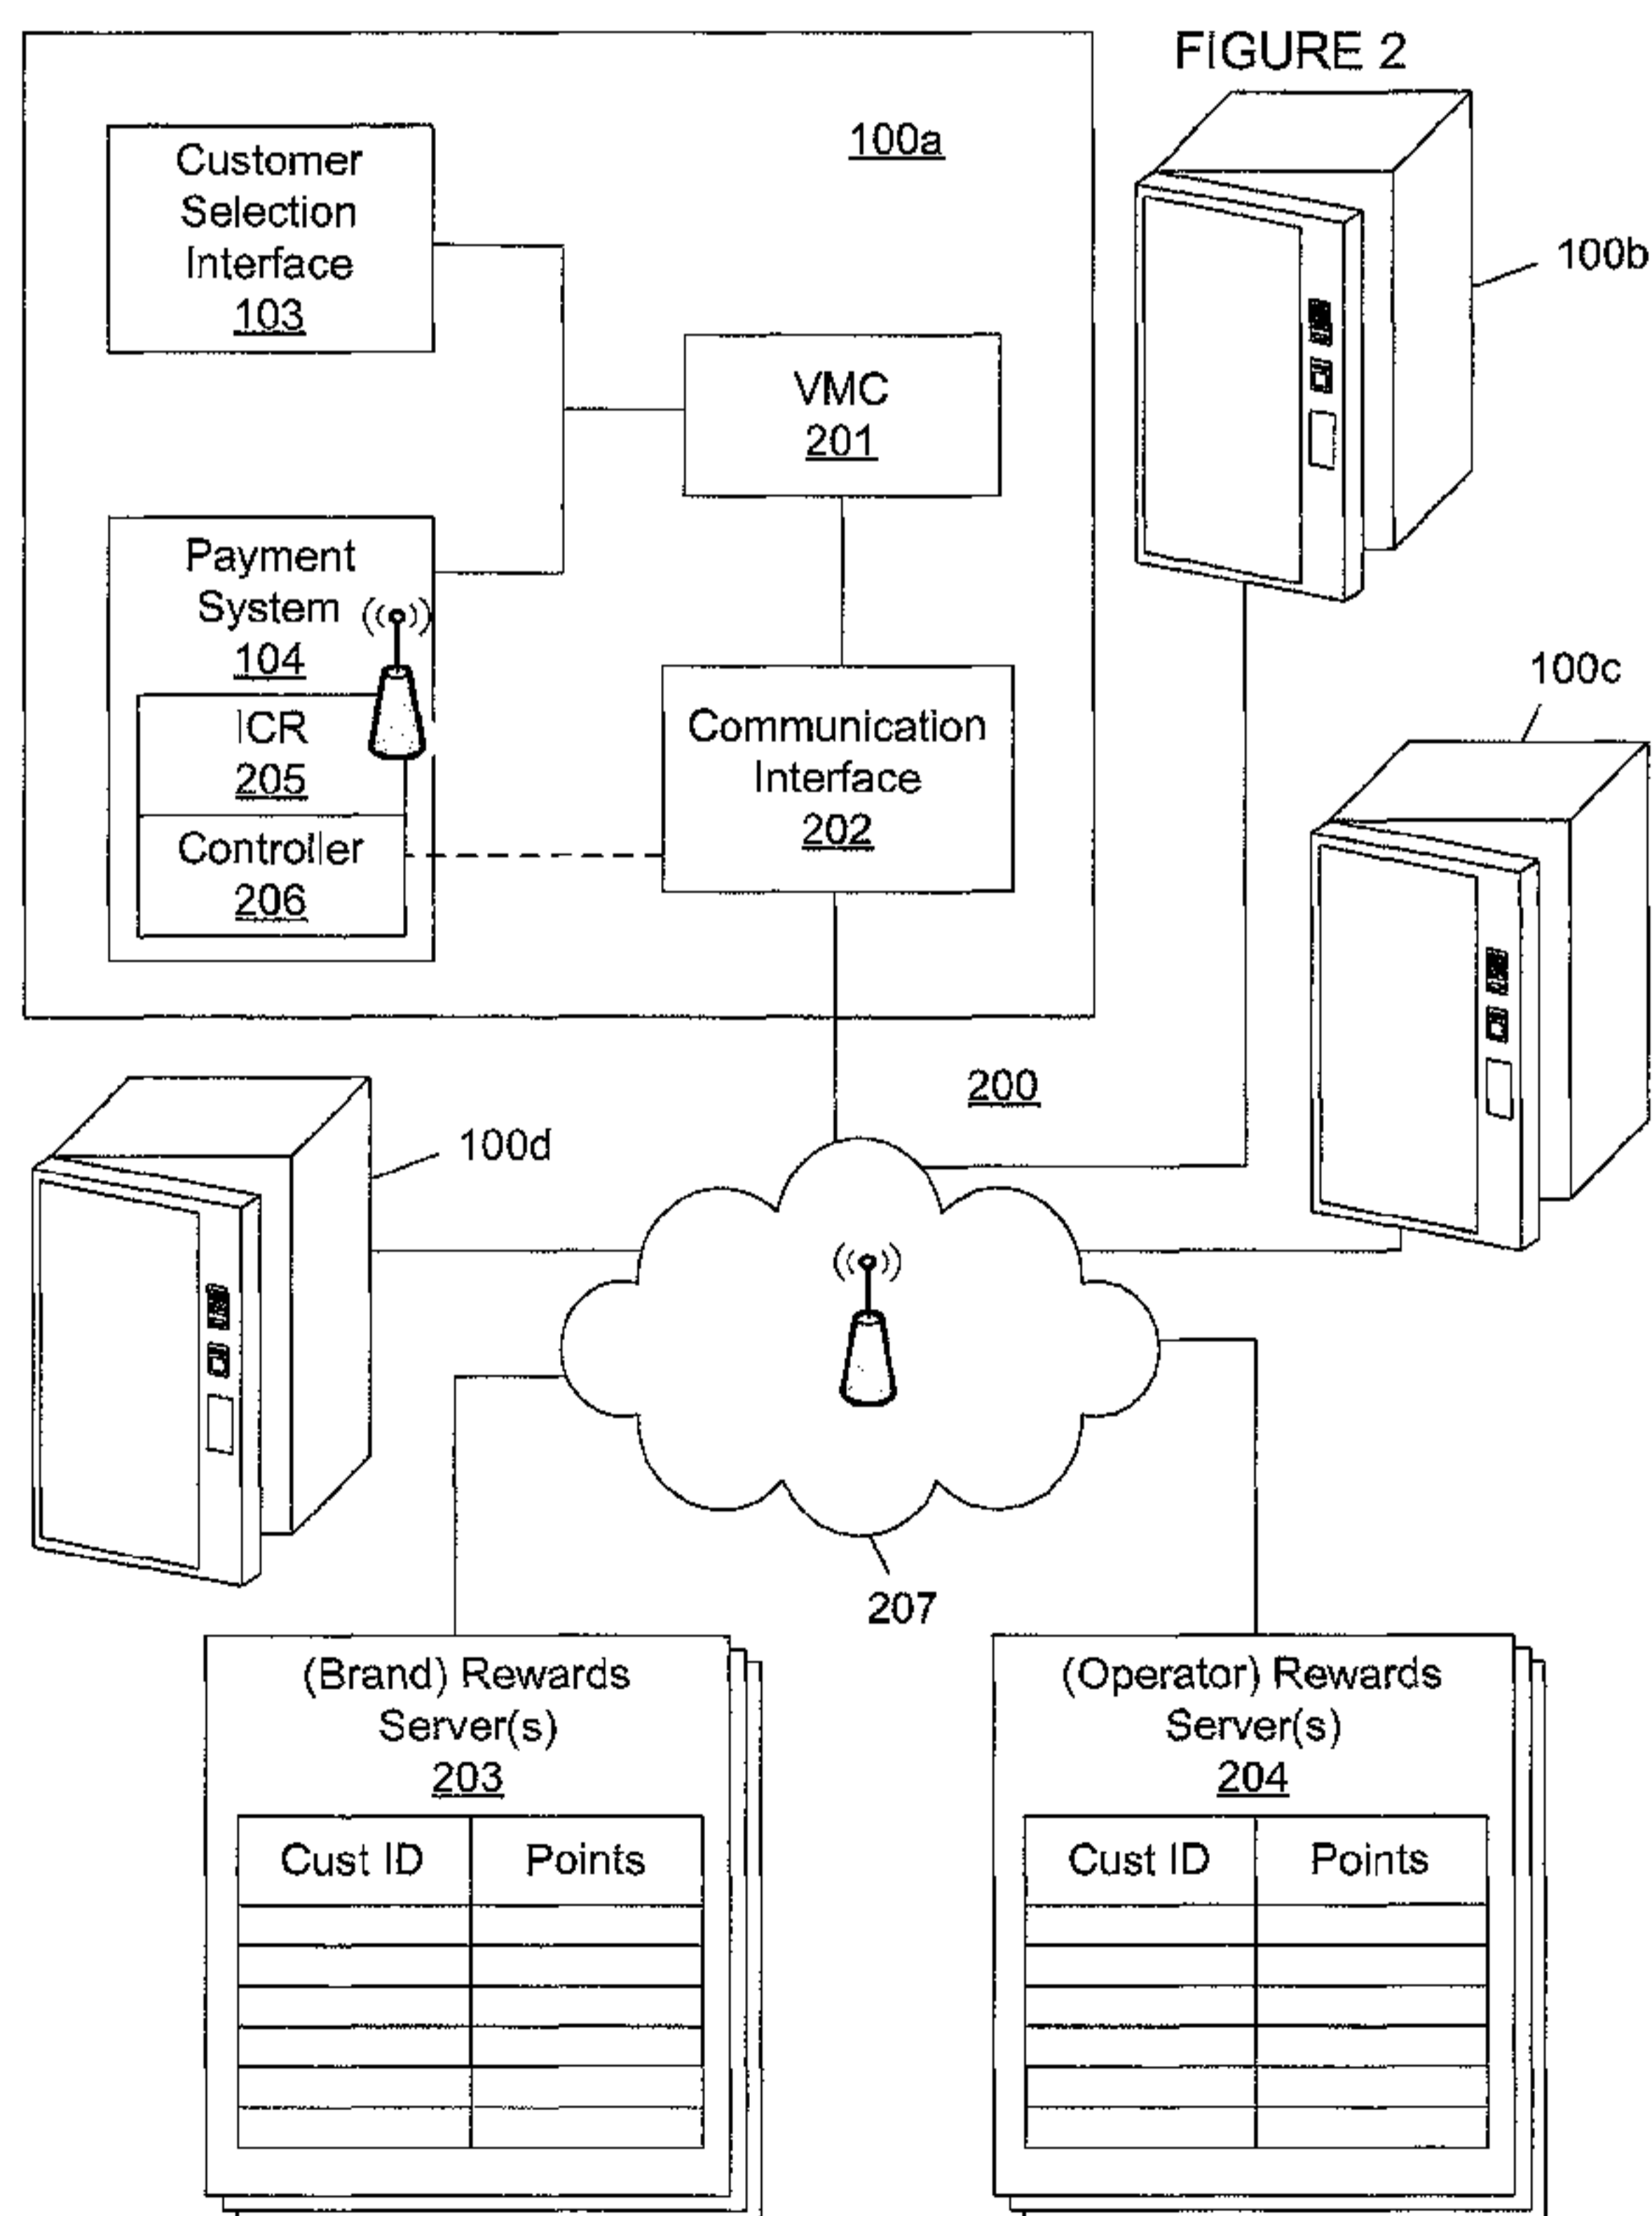 FIGURE 2
100a
Customer
Selection
Interface
103
100b
VMC
201
Payment
System
104
100c
ICR
205
Communication
Interface
202
Controller
206
200
100d
207
(Brand) Rewards
Server(s)
203
Cust ID Points
(Operator) Rewards
Server(s)
204
Cust ID Points